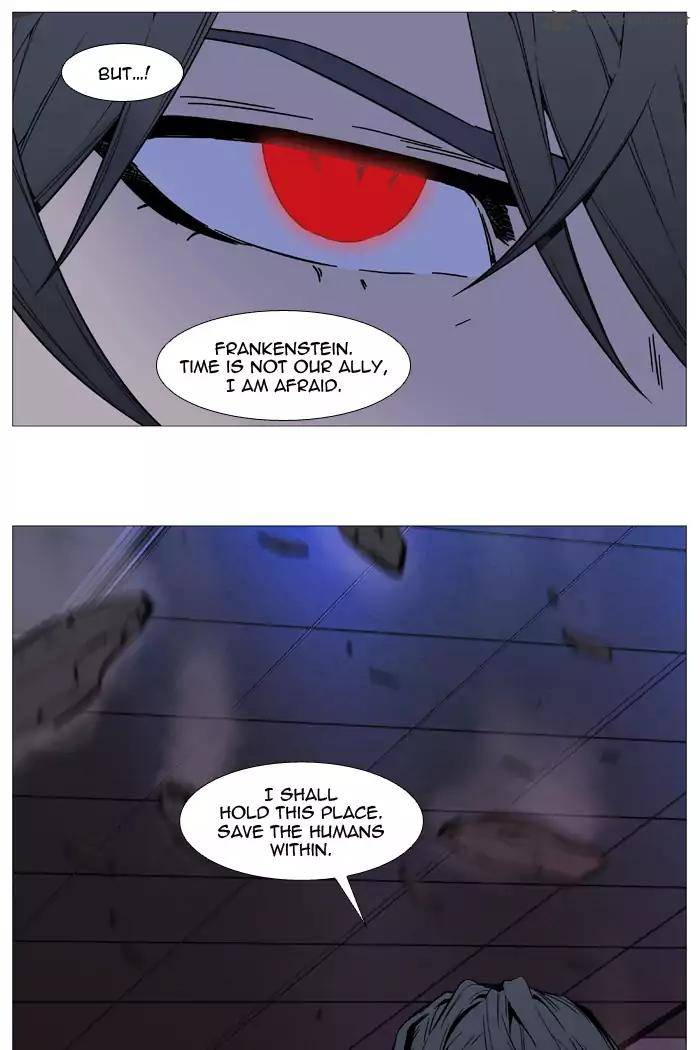 BUT...!
FRANKENSTEIN.
TIME IS NOT OUR ALLY,
I AM AFRAID.
I SHALL
HOLD THIS PLACE.
SAVE THE HUMANS
WITHIN.